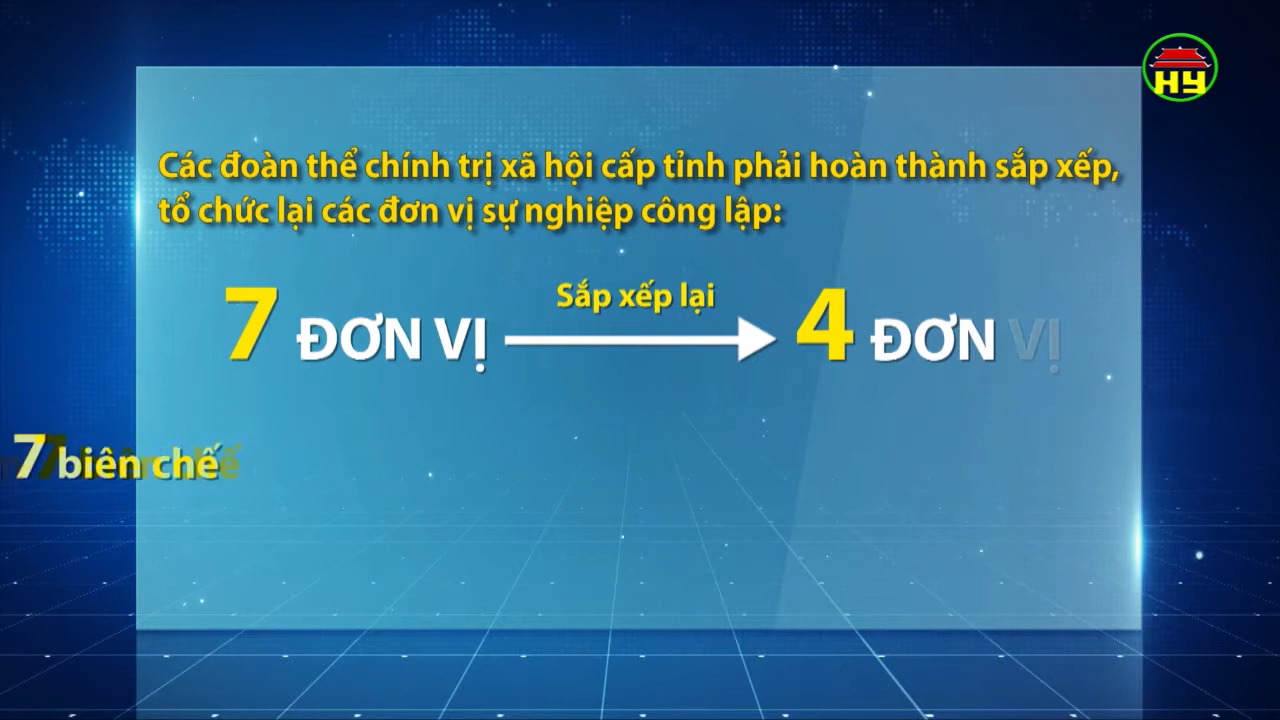 HY
Các đoàn thể chính trị xã hội cấp tỉnh phải hoàn thành sắp xếp,
tổ chức lại các đơn vị sự nghiệp công lập:
Sắp xếp lại
7 ĐƠN VỊ 4 ĐƠN VỊ
7 biên chế